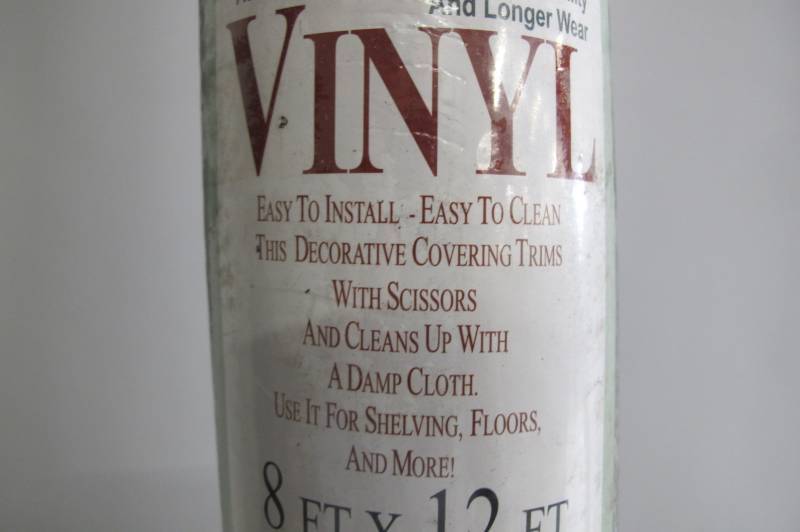 And Longer Wear
VINYL
EASY TO INSTALL - EASY TO CLEAN
THIS DECORATIVE COVERING TRIMS
WITH SCISSORS
AND CLEANS UP WITH
A DAMP CLOTH.
USE IT FOR SHELVING, FLOORS,
AND MORE!
8 FT X 12 FT